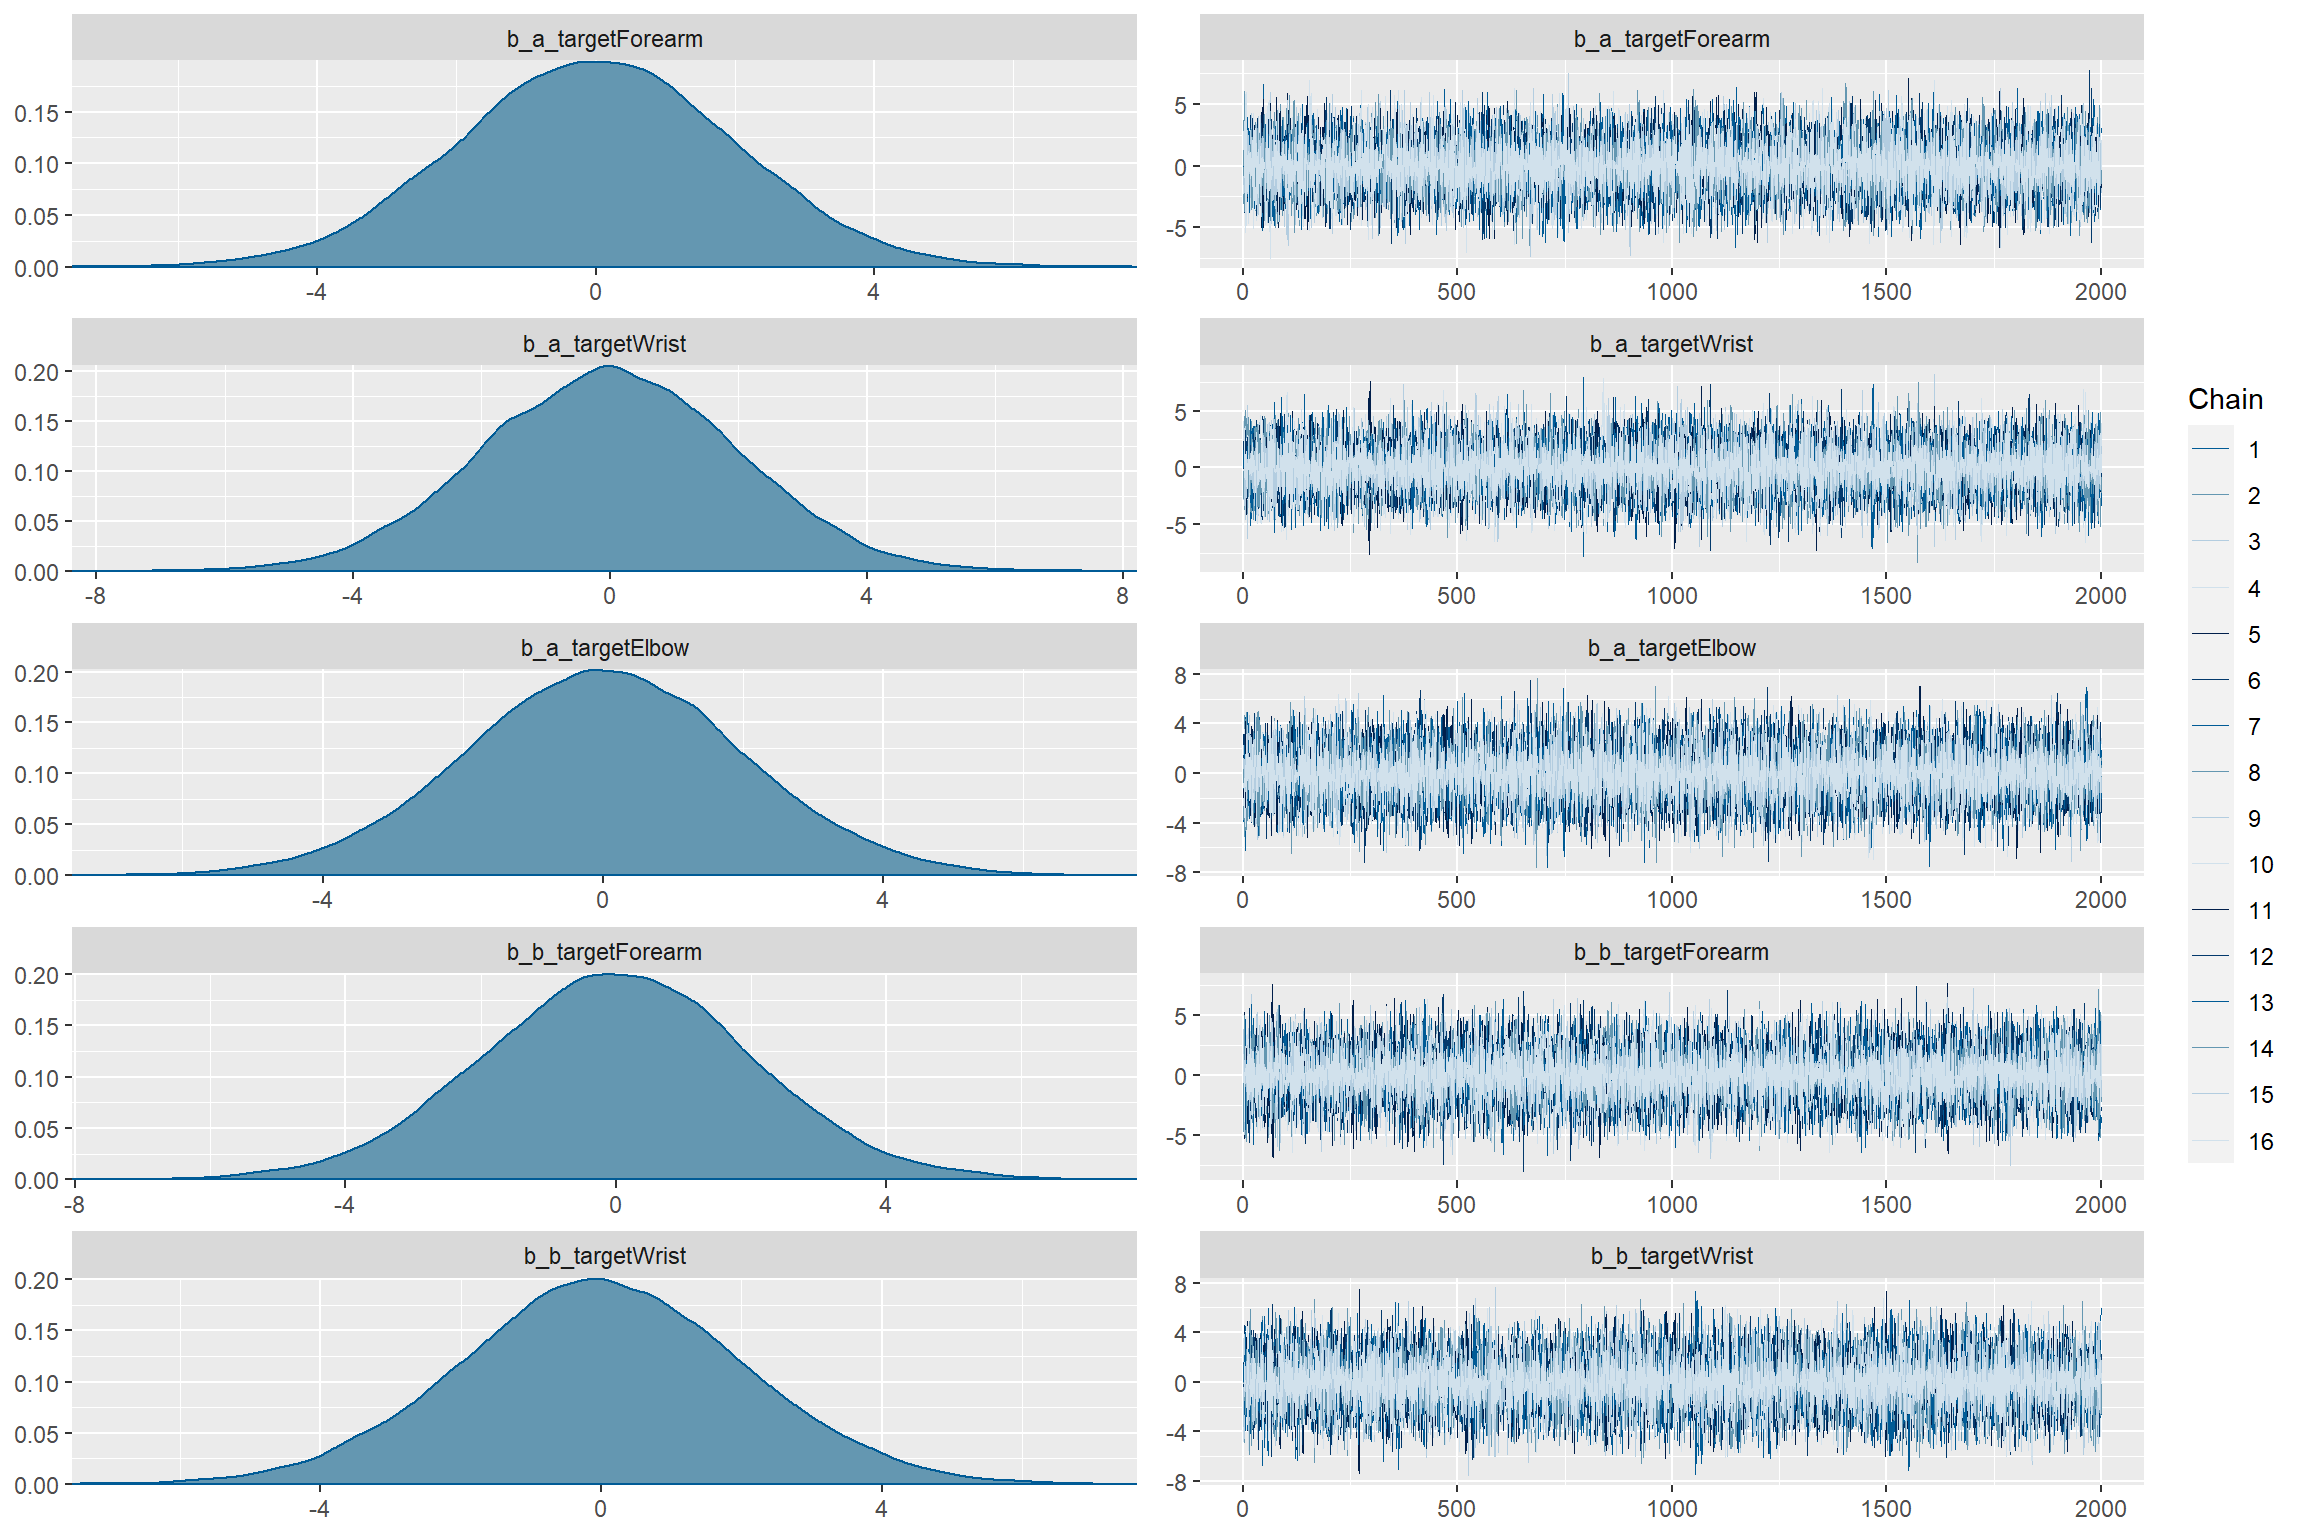 b_a_targetForearm
0.15
0.10
0.05
0.00
-4 0 4
b_a_targetForearm
5
0
-5
0 500 1000 1500 2000
b_a_targetWrist
0.20
0.15
0.10
0.05
0.00
-8 -4 0 4 8
b_a_targetWrist
5
0
-5
0 500 1000 1500 2000
b_a_targetElbow
0.20
0.15
0.10
0.05
0.00
-4 0 4
b_a_targetElbow
8
4
0
-4
-8
0 500 1000 1500 2000
b_b_targetForearm
0.20
0.15
0.10
0.05
0.00
-8 -4 0 4
b_b_targetForearm
5
0
-5
0 500 1000 1500 2000
b_b_targetWrist
0.20
0.15
0.10
0.05
0.00
-4 0 4
b_b_targetWrist
8
4
0
-4
-8
0 500 1000 1500 2000
Chain
1
2
3
4
5
6
7
8
9
10
11
12
13
14
15
16